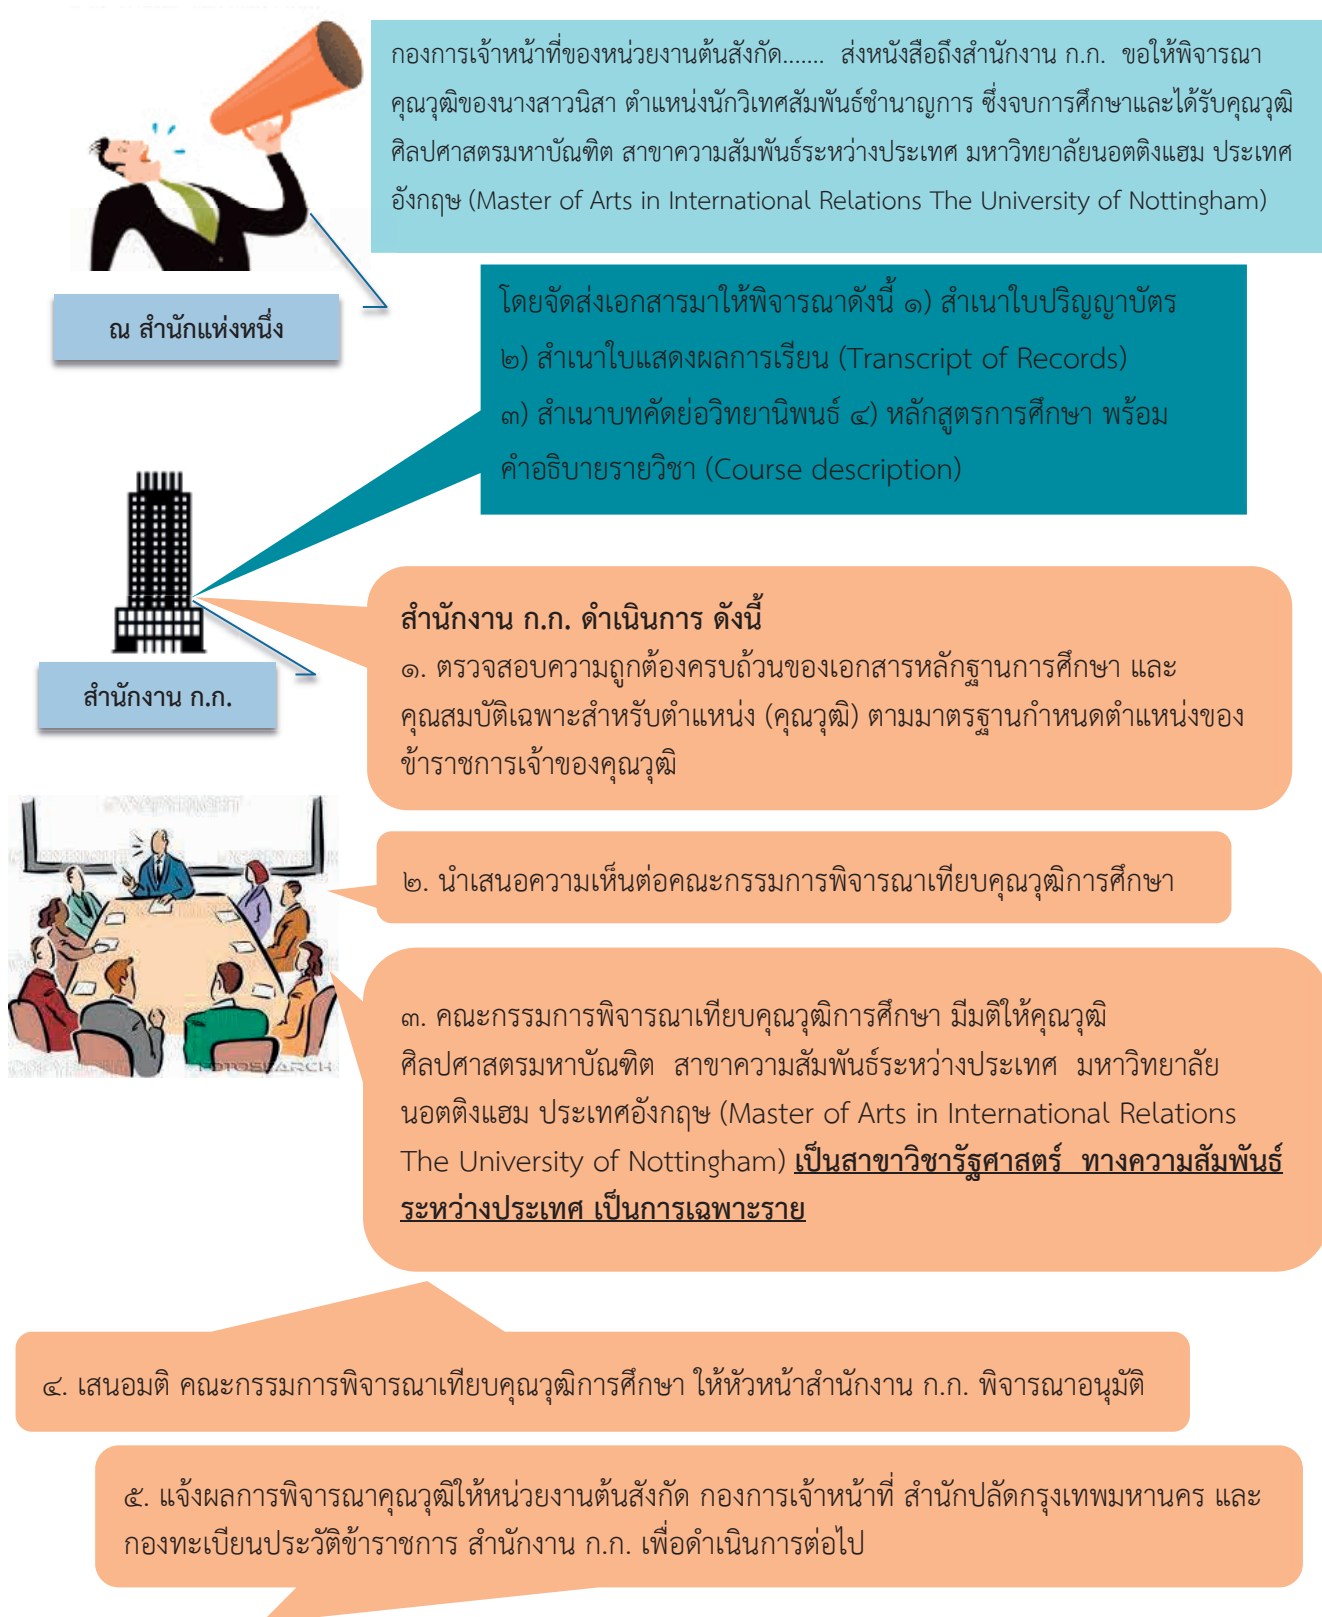 กองการเจ้าหน้าที่ของหน่วยงานต้นสังกัด....... ส่งหนังสือถึงสำนักงาน ก.ก. ขอให้พิจารณา
คุณวุฒิของนางสาวนิสา ตำแหน่งนักวิเทศสัมพันธ์ชำนาญการ ซึ่งจบการศึกษาและได้รับคุณวุฒิ
ศิลปศาสตรมหาบัณฑิต สาขาความสัมพันธ์ระหว่างประเทศ มหาวิทยาลัยนอตติงแฮม ประเทศ
อังกฤษ (Master of Arts in International Relations The University of Nottingham)
ณ สำนักแห่งหนึ่ง
โดยจัดส่งเอกสารมาให้พิจารณาดังนี้ ๑) สำเนาใบปริญญาบัตร
๒) สำเนาใบแสดงผลการเรียน (Transcript of Records)
๓) สำเนาบทคัดย่อวิทยานิพนธ์ ๔) หลักสูตรการศึกษา พร้อม
คำอธิบายรายวิชา (Course description)
สำนักงาน ก.ก.
สำนักงาน ก.ก. ดำเนินการ ดังนี้
๑. ตรวจสอบความถูกต้องครบถ้วนของเอกสารหลักฐานการศึกษา และ
คุณสมบัติเฉพาะสำหรับตำแหน่ง (คุณวุฒิ) ตามมาตรฐานกำหนดตำแหน่งของ
ข้าราชการเจ้าของคุณวุฒิ
๒. นำเสนอความเห็นต่อคณะกรรมการพิจารณาเทียบคุณวุฒิการศึกษา
๓. คณะกรรมการพิจารณาเทียบคุณวุฒิการศึกษา มีมติให้คุณวุฒิ
ศิลปศาสตรมหาบัณฑิต สาขาความสัมพันธ์ระหว่างประเทศ มหาวิทยาลัย
นอตติงแฮม ประเทศอังกฤษ (Master of Arts in International Relations
The University of Nottingham) เป็นสาขาวิชารัฐศาสตร์ ทางความสัมพันธ์
ระหว่างประเทศ เป็นการเฉพาะราย
๔. เสนอมติ คณะกรรมการพิจารณาเทียบคุณวุฒิการศึกษา ให้หัวหน้าสำนักงาน ก.ก. พิจารณาอนุมัติ
๕. แจ้งผลการพิจารณาคุณวุฒิให้หน่วยงานต้นสังกัด กองการเจ้าหน้าที่ สำนักปลัดกรุงเทพมหานคร และ
กองทะเบียนประวัติข้าราชการ สำนักงาน ก.ก. เพื่อดำเนินการต่อไป